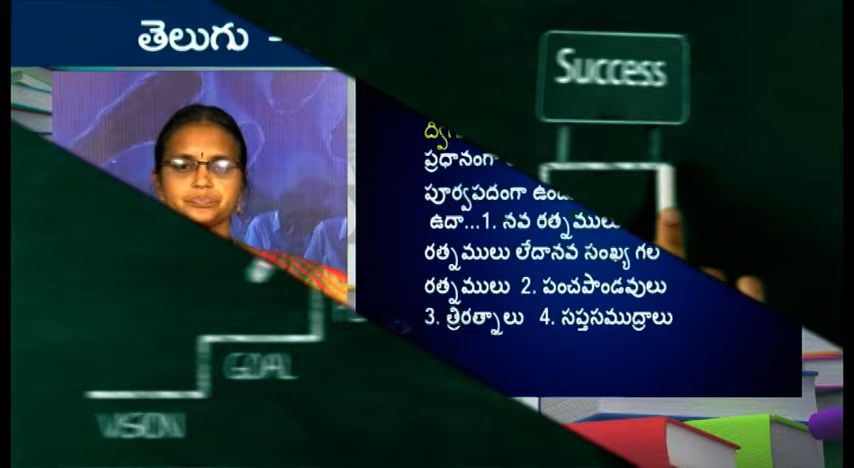 తెలుగు -
Success
ద్విగు
ప్రధానంగా
పూర్వపదంగా
ఉదా...1. నవ రత్నములు
రత్నములు లేదానవ సంఖ్య గల
రత్నములు 2. పంచపాండవులు
3. త్రిరత్నాలు 4. సప్తసముద్రాలు
GOAL
VISION